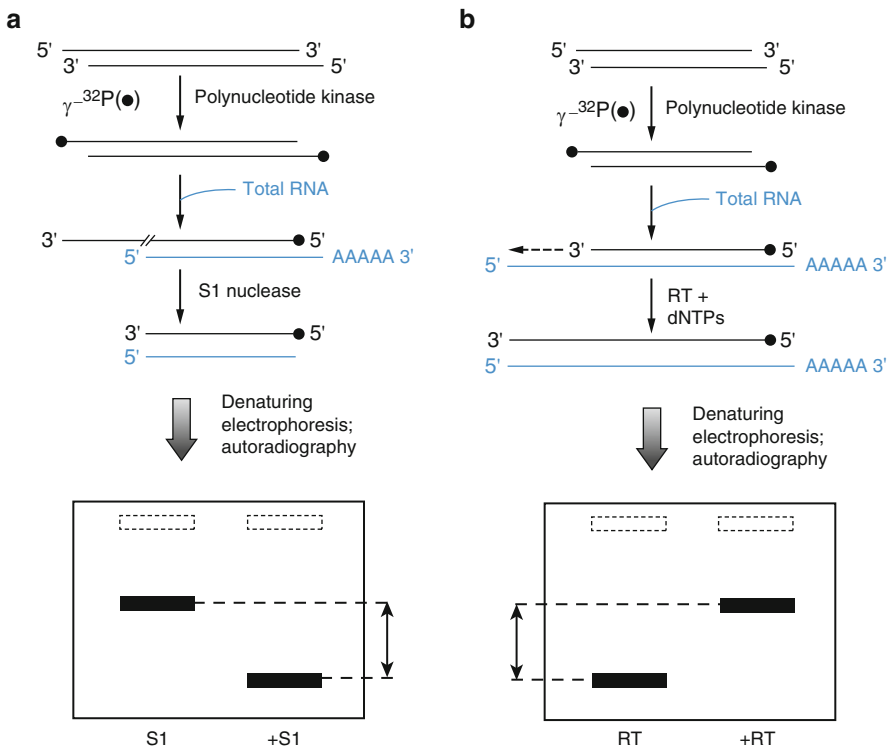 a
5' 3'
3' 5'
γ–32P(●) Polynucleotide kinase
Total RNA
3' 5'
5' AAAAA 3'
S1 nuclease
3' 5'
5'
Denaturing
electrophoresis;
autoradiography
S1 +S1
b
5' 3'
3' 5'
γ–32P(●) Polynucleotide kinase
Total RNA
3' 5'
5' AAAAA 3'
RT +
dNTPs
3' 5'
5' AAAAA 3'
Denaturing
electrophoresis;
autoradiography
RT +RT